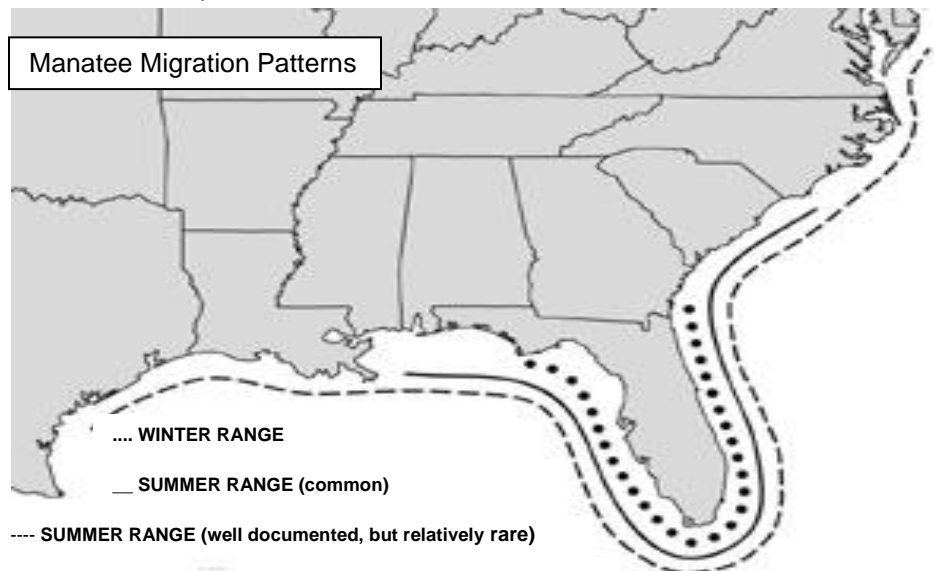 Manatee Migration Patterns
.... WINTER RANGE
__ SUMMER RANGE (common)
---- SUMMER RANGE (well documented, but relatively rare)